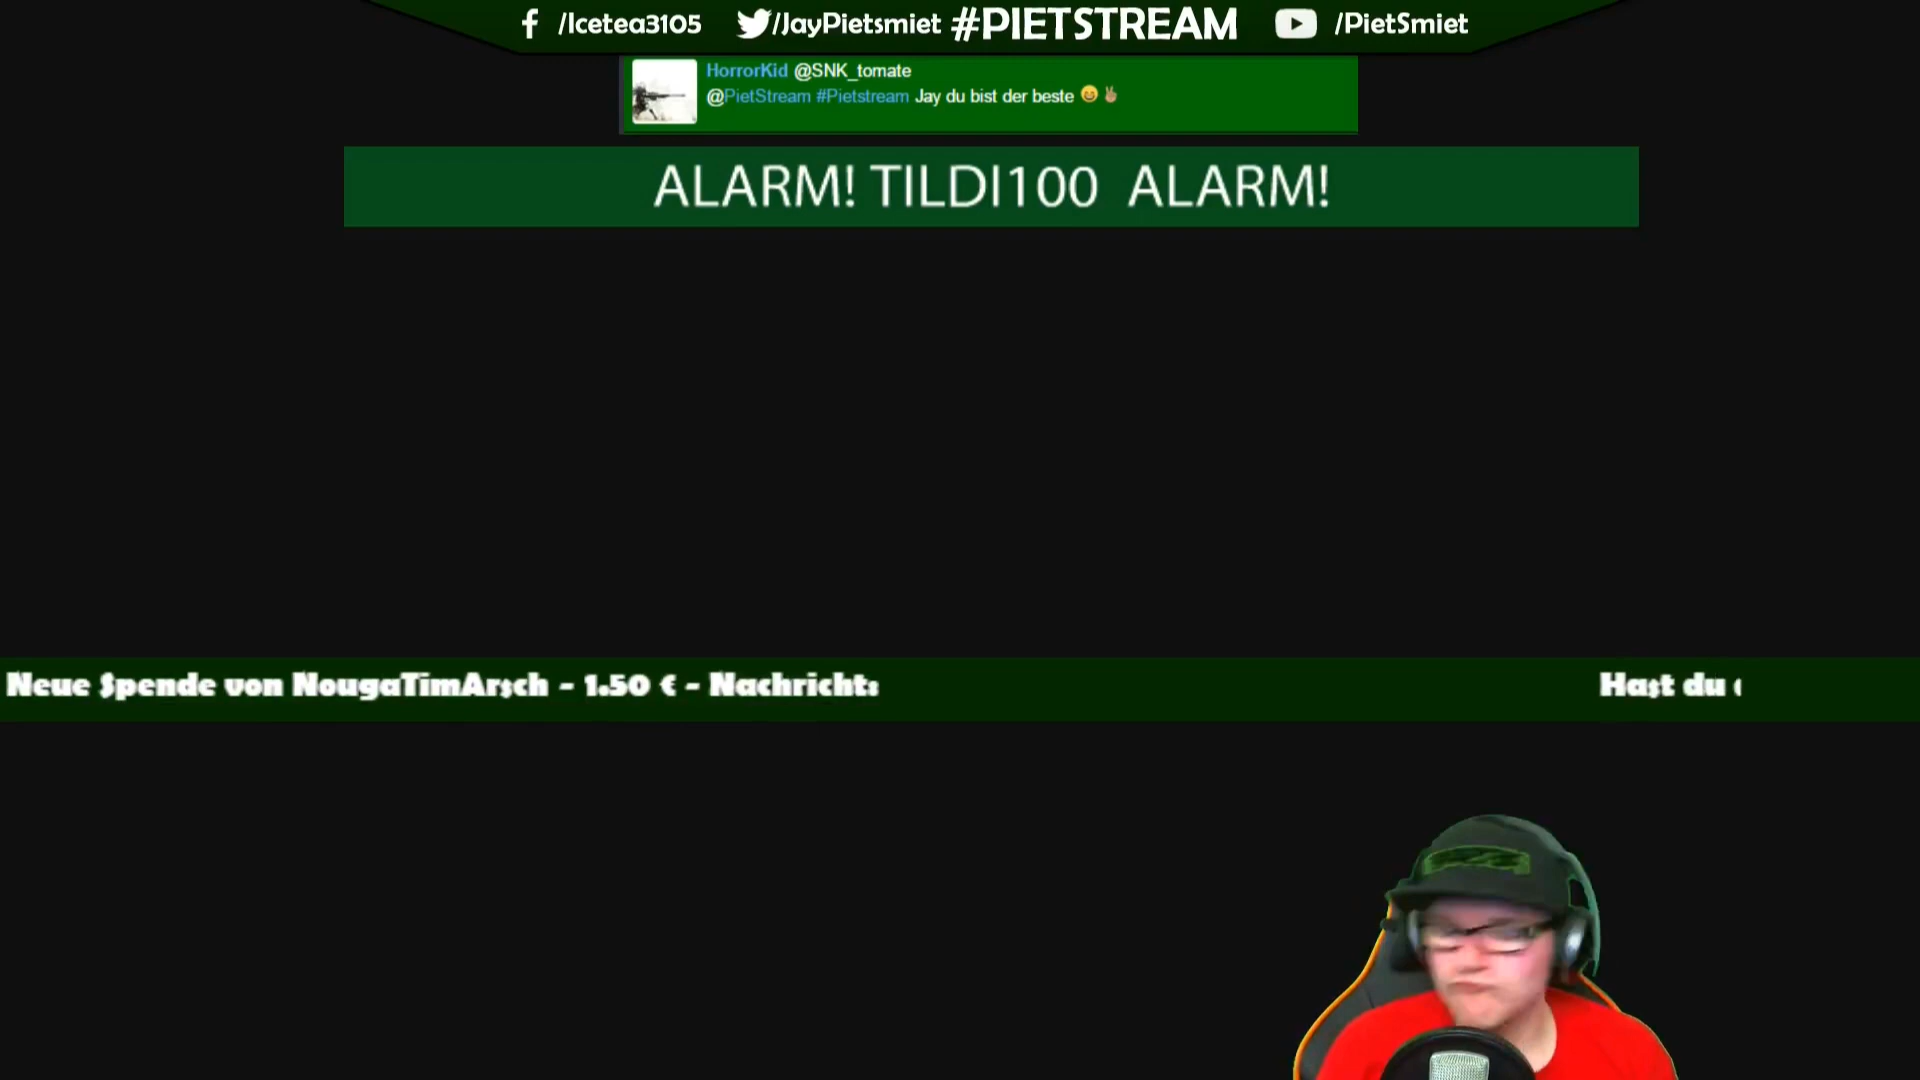 /Icetea3105 /JayPietsmiet #PIETSTREAM /PietSmiet
HorrorKid @SNK_tomate
@PietStream #Pietstream Jay du bist der beste 😀✌
ALARM! TILDI100 ALARM!
Neue Spende von NougaTimArsch - 1.50 € - Nachricht: Hast du